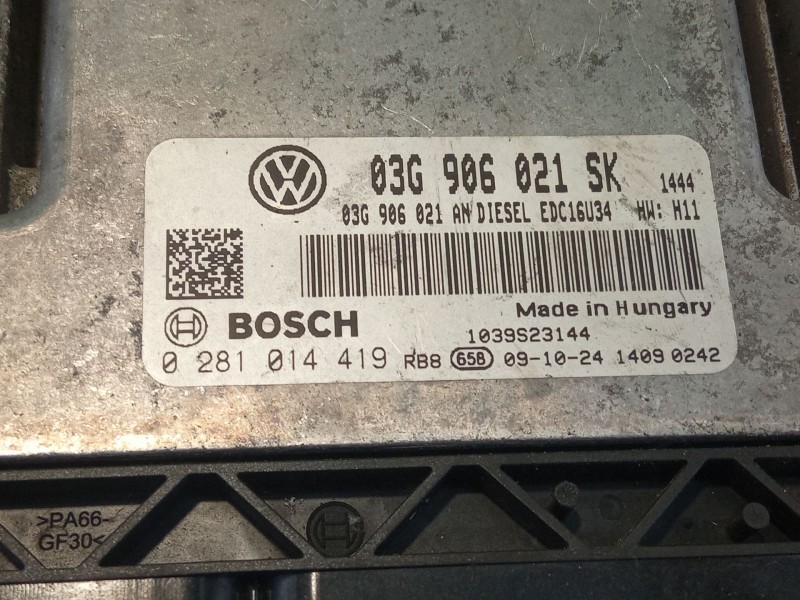 03G 906 021 SK 1444
03G 906 021 AN DIESEL EDC16U34 HW: H11
Made in Hungary
BOSCH
1039S23144
0 281 014 419 RB8 658 09-10-24 1409 0242
>PA66-
GF30<